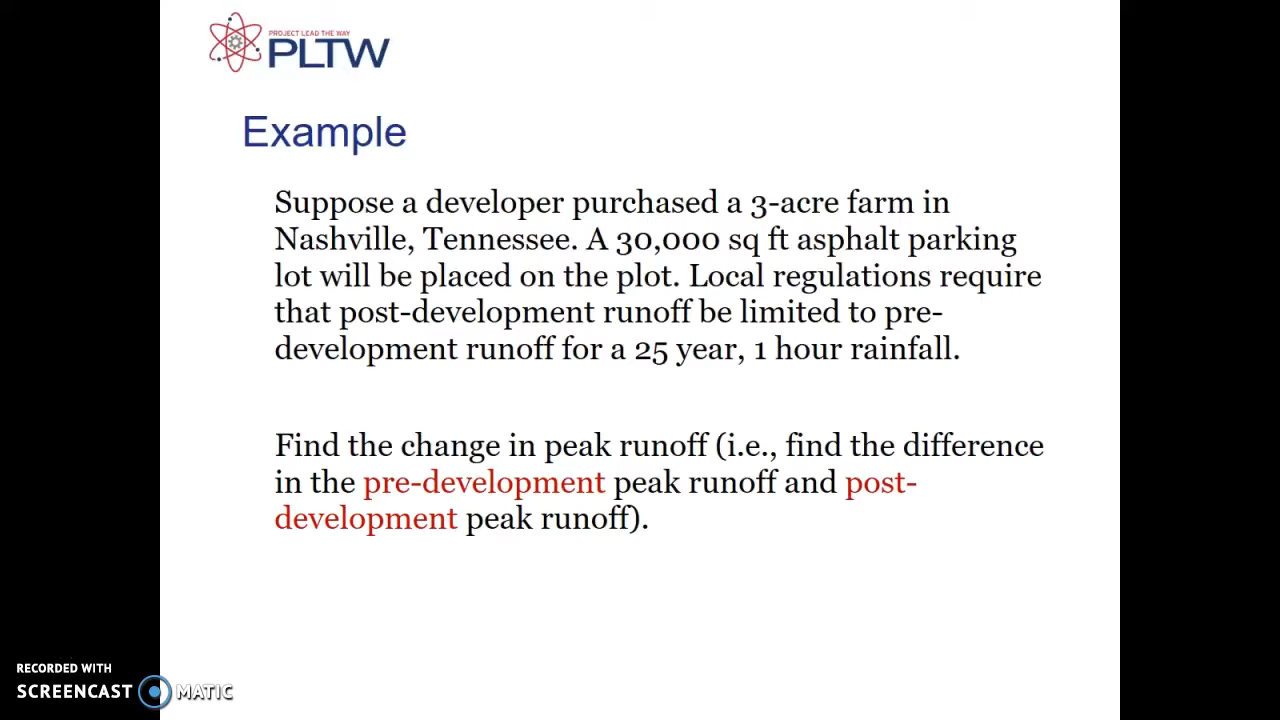 PROJECT LEAD THE WAY
PLTW
Example
Suppose a developer purchased a 3-acre farm in
Nashville, Tennessee. A 30,000 sq ft asphalt parking
lot will be placed on the plot. Local regulations require
that post-development runoff be limited to pre-
development runoff for a 25 year, 1 hour rainfall.
Find the change in peak runoff (i.e., find the difference
in the pre-development peak runoff and post-
development peak runoff).
RECORDED WITH
SCREENCAST MATIC